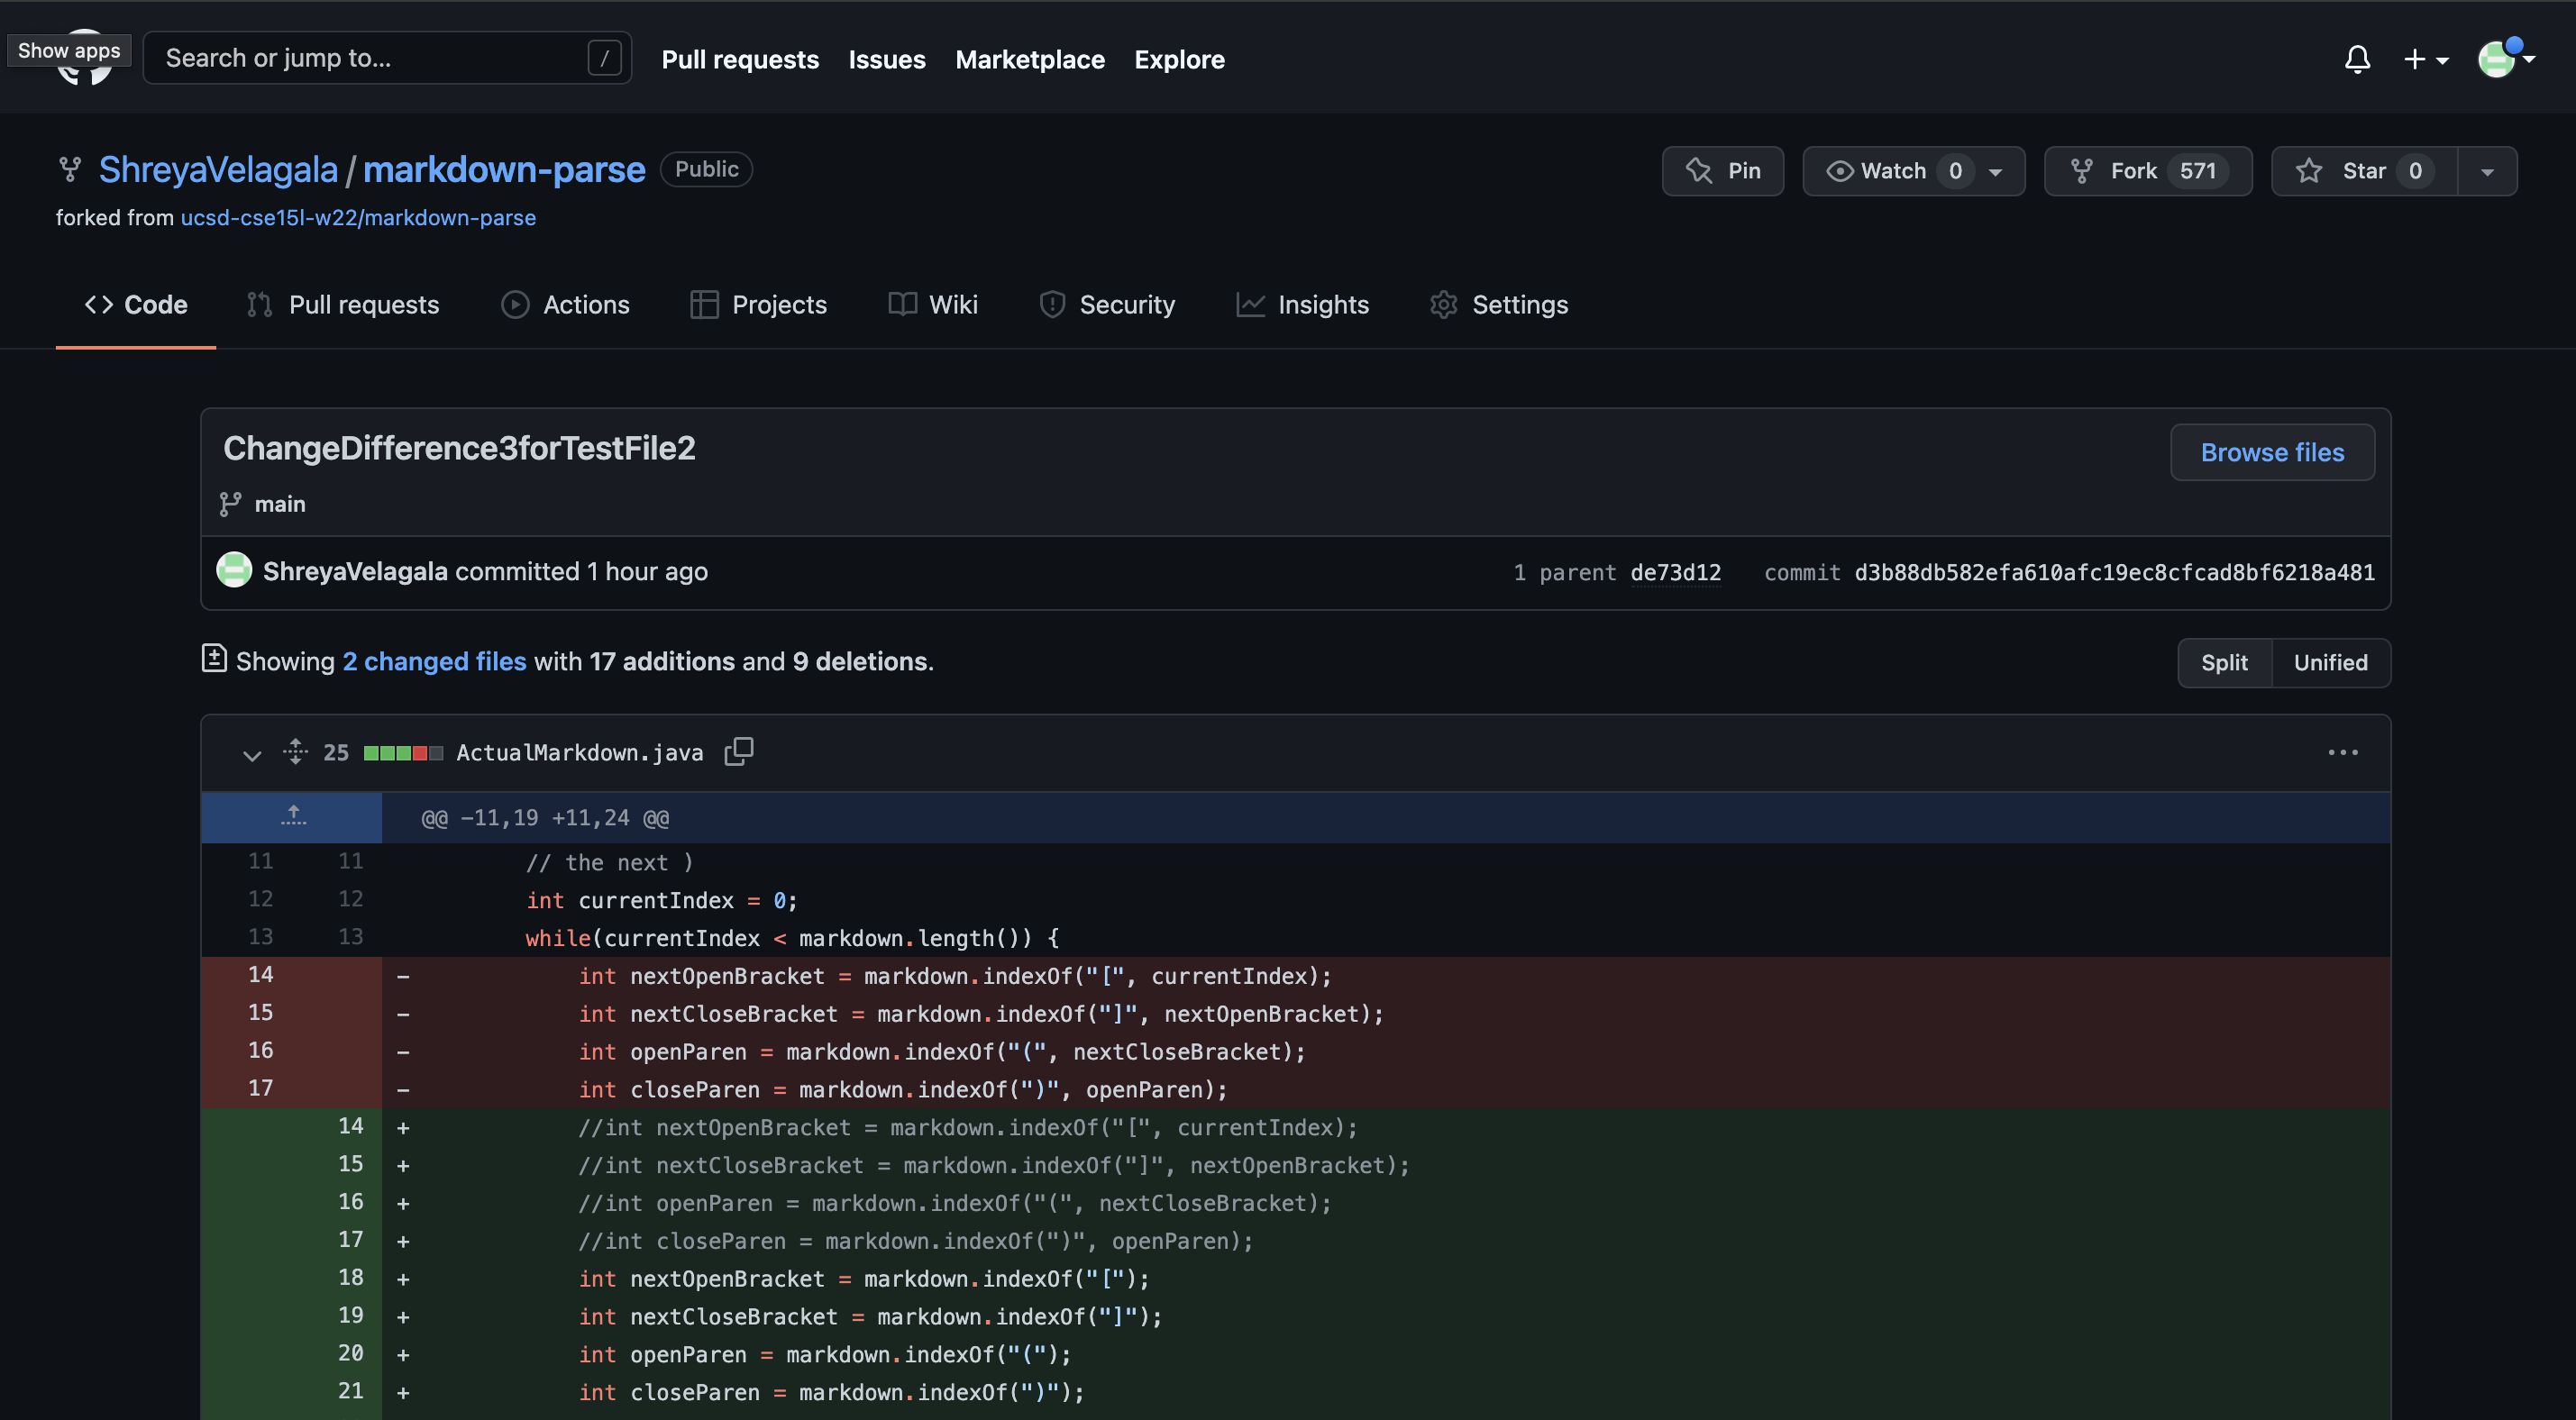 Show apps
Search or jump to... /
Pull requests Issues Marketplace Explore
ShreyaVelagala / markdown-parse Public
Pin Watch 0 Fork 571 Star 0
forked from ucsd-cse15l-w22/markdown-parse
Code Pull requests Actions Projects Wiki Security Insights Settings
ChangeDifference3forTestFile2
Browse files
main
ShreyaVelagala committed 1 hour ago 1 parent de73d12 commit d3b88db582efa610afc19ec8cfcad8bf6218a481
Showing 2 changed files with 17 additions and 9 deletions.
Split Unified
25 ActualMarkdown.java
@@ -11,19 +11,24 @@
11 11 // the next )
12 12 int currentIndex = 0;
13 13 while(currentIndex < markdown.length()) {
14 - int nextOpenBracket = markdown.indexOf("[", currentIndex);
15 - int nextCloseBracket = markdown.indexOf("]", nextOpenBracket);
16 - int openParen = markdown.indexOf("(", nextCloseBracket);
17 - int closeParen = markdown.indexOf(")", openParen);
14 + //int nextOpenBracket = markdown.indexOf("[", currentIndex);
15 + //int nextCloseBracket = markdown.indexOf("]", nextOpenBracket);
16 + //int openParen = markdown.indexOf("(", nextCloseBracket);
17 + //int closeParen = markdown.indexOf(")", openParen);
18 + int nextOpenBracket = markdown.indexOf("[");
19 + int nextCloseBracket = markdown.indexOf("]");
20 + int openParen = markdown.indexOf("(");
21 + int closeParen = markdown.indexOf(")");